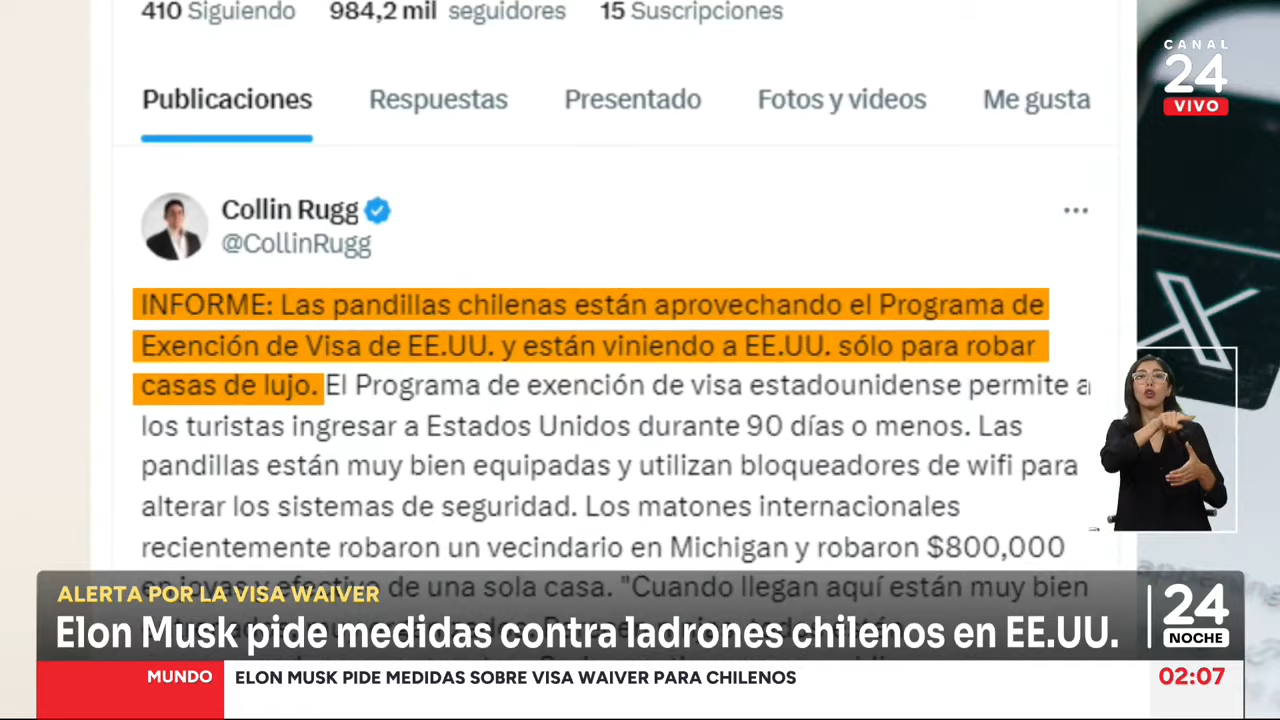 410 Siguiendo 984,2 mil seguidores 15 Suscripciones
CANAL
24
VIVO
Publicaciones Respuestas Presentado Fotos y videos Me gusta
Collin Rugg
@CollinRugg
INFORME: Las pandillas chilenas están aprovechando el Programa de
Exención de Visa de EE.UU. y están viniendo a EE.UU. sólo para robar
casas de lujo. El Programa de exención de visa estadounidense permite a
los turistas ingresar a Estados Unidos durante 90 días o menos. Las
pandillas están muy bien equipadas y utilizan bloqueadores de wifi para
alterar los sistemas de seguridad. Los matones internacionales
recientemente robaron un vecindario en Michigan y robaron $800,000
en joyas y efectivo de una sola casa. "Cuando llegan aquí están muy bien
ALERTA POR LA VISA WAIVER
Elon Musk pide medidas contra ladrones chilenos en EE.UU.
24
NOCHE
MUNDO ELON MUSK PIDE MEDIDAS SOBRE VISA WAIVER PARA CHILENOS 02:07